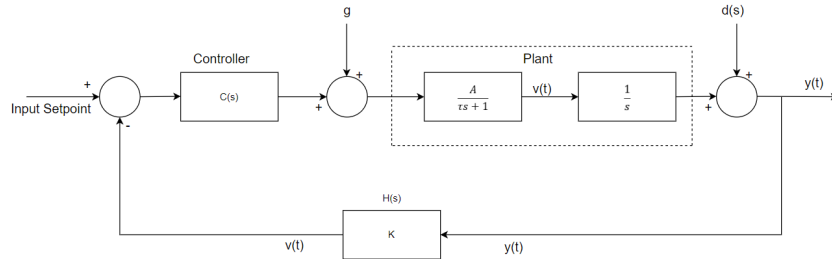 g
d(s)
Controller
Plant
+
+
+
Input Setpoint
C(s)
+
A
τs + 1
v(t)
1
s
+
y(t)
-
H(s)
K
v(t)
y(t)